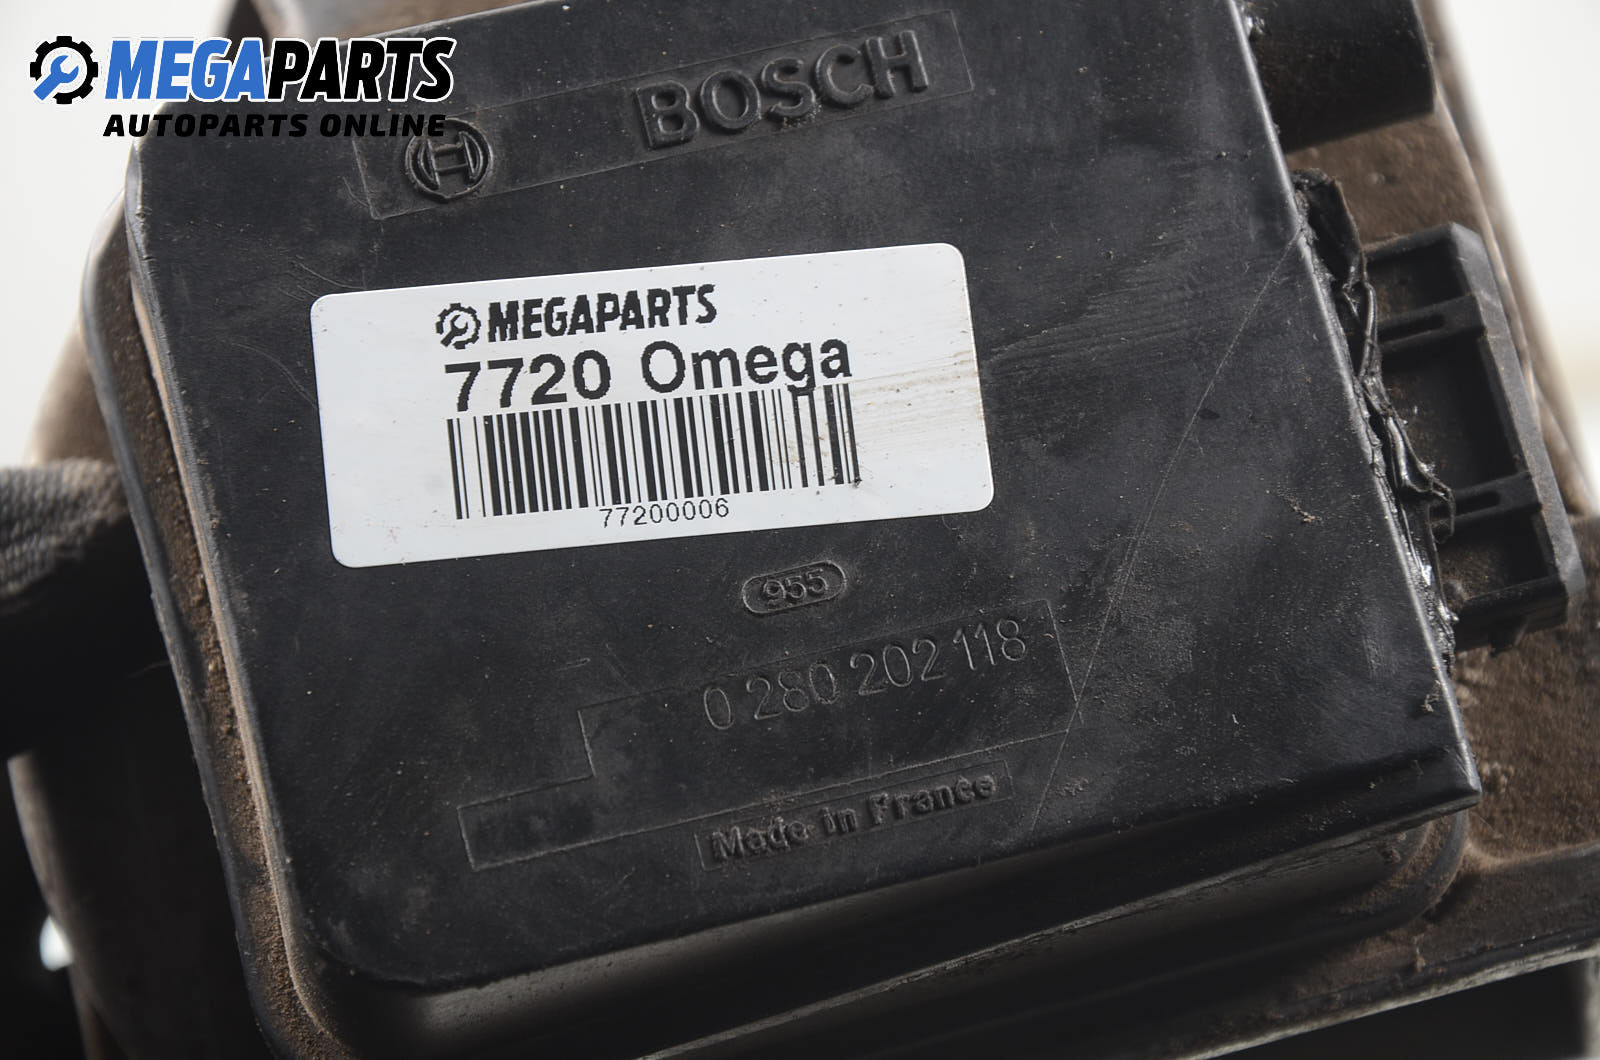 MEGAPARTS
AUTOPARTS ONLINE
BOSCH
MEGAPARTS
7720 Omega
77200006
955
0 280 202 118
Made in France